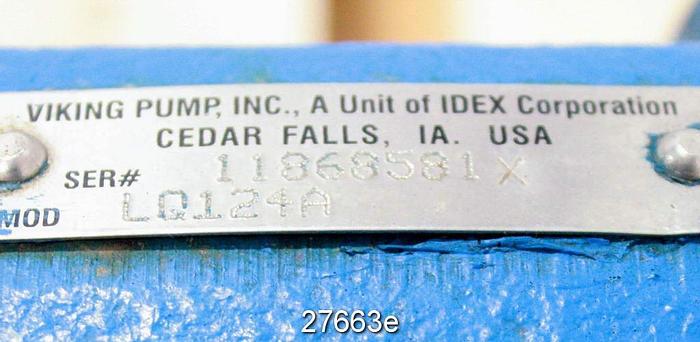 VIKING PUMP, INC., A Unit of IDEX Corporation
CEDAR FALLS, IA. USA
SER# 11868581X
MOD LQ124A
27663e